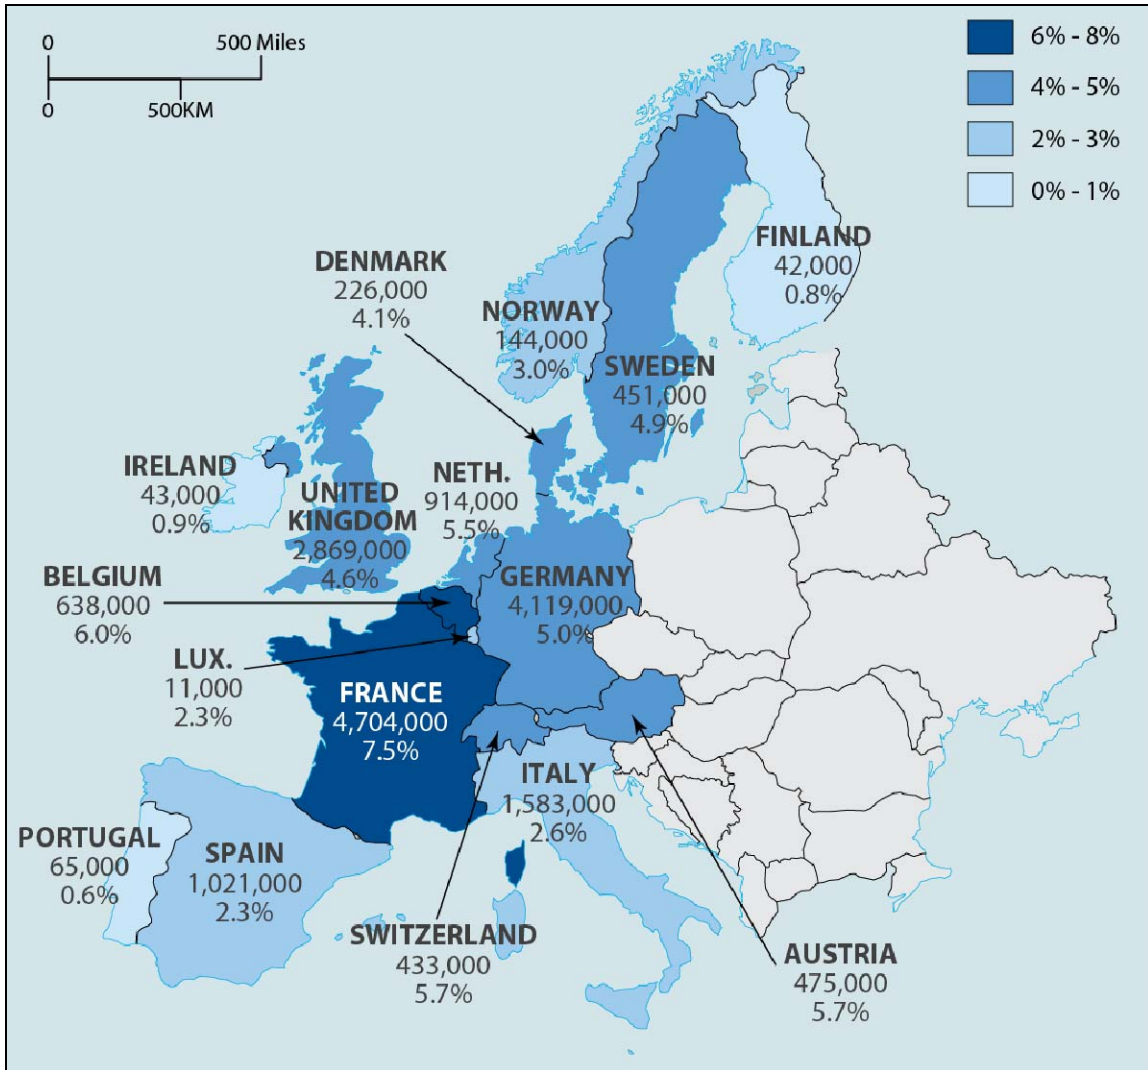 0 500 Miles
0 500KM
6% - 8%
4% - 5%
2% - 3%
0% - 1%
FINLAND
42,000
0.8%
DENMARK
226,000
4.1%
NORWAY
144,000
3.0%
SWEDEN
451,000
4.9%
IRELAND
43,000
0.9%
UNITED
KINGDOM
2,869,000
4.6%
NETH.
914,000
5.5%
GERMANY
4,119,000
5.0%
BELGIUM
638,000
6.0%
LUX.
11,000
2.3%
FRANCE
4,704,000
7.5%
ITALY
1,583,000
2.6%
PORTUGAL
65,000
0.6%
SPAIN
1,021,000
2.3%
SWITZERLAND
433,000
5.7%
AUSTRIA
475,000
5.7%